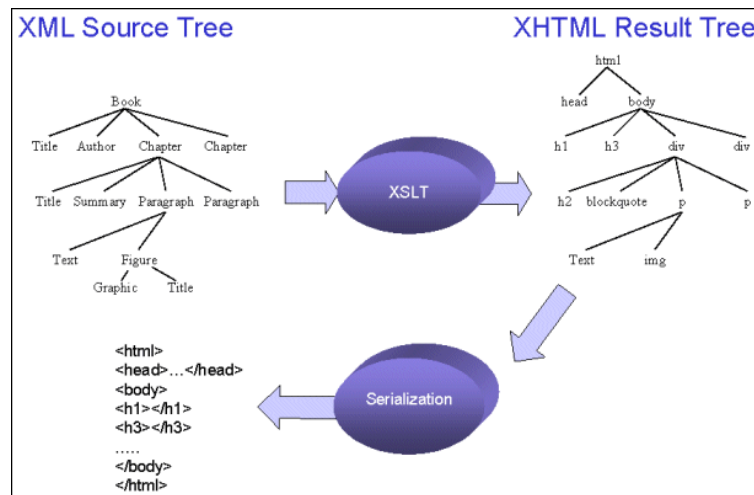 XML Source Tree
XHTML Result Tree
Book
Title Author Chapter Chapter
Title Summary Paragraph Paragraph
Text Figure
Graphic Title
XSLT
html
head body
h1 h3 div div
h2 blockquote p p
Text img
Serialization
<html>
<head>…</head>
<body>
<h1></h1>
<h3></h3>
.....
</body>
</html>